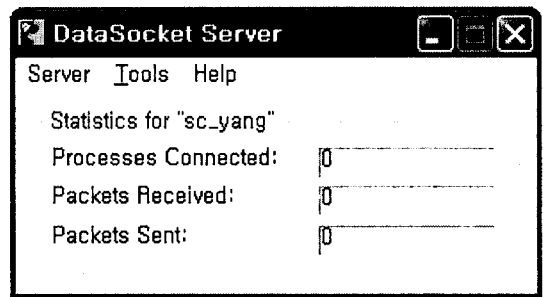 DataSocket Server
Server Tools Help
Statistics for "sc_yang"
Processes Connected: 0
Packets Received: 0
Packets Sent: 0